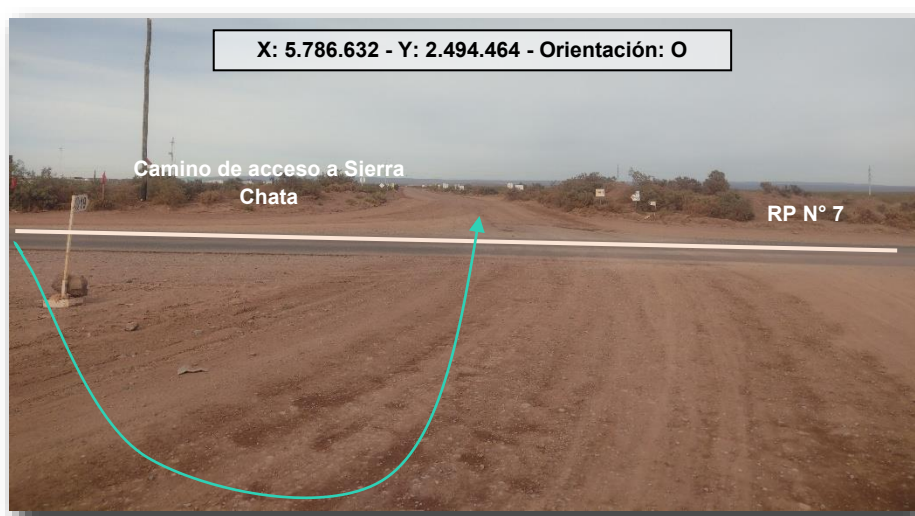 X: 5.786.632 - Y: 2.494.464 - Orientación: O
Camino de acceso a Sierra
Chata
RP N° 7